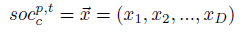 $soc_c^{p,t} = \vec{x} = (x_1, x_2, ..., x_D)$